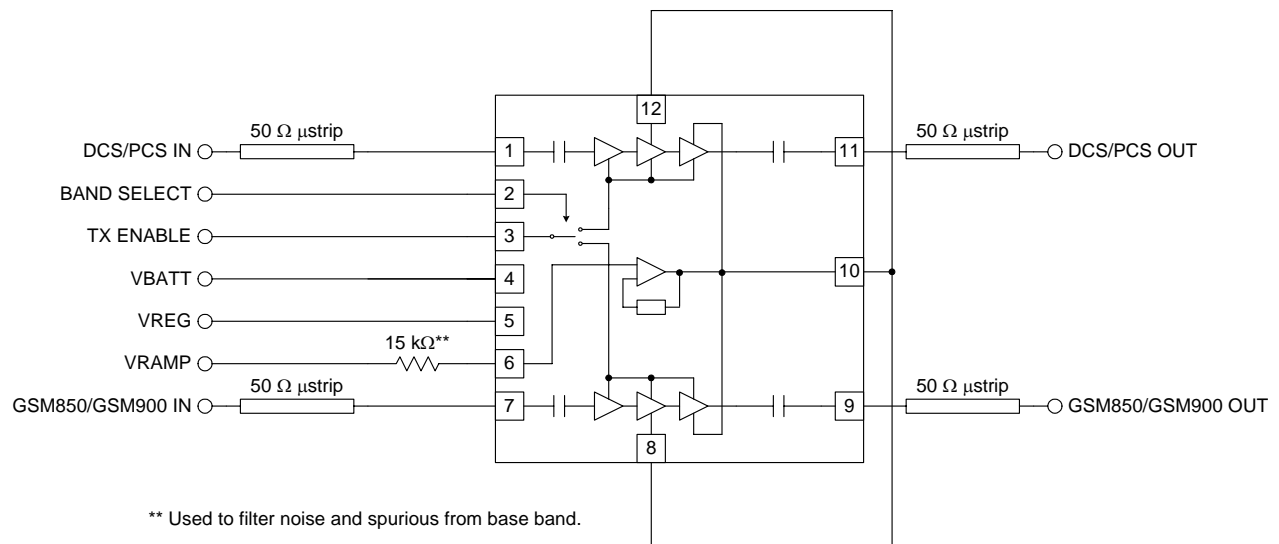 12
50 Ω μstrip
50 Ω μstrip
DCS/PCS IN
1
11
DCS/PCS OUT
BAND SELECT
2
TX ENABLE
3
VBATT
4
10
VREG
5
15 kΩ**
VRAMP
6
50 Ω μstrip
50 Ω μstrip
GSM850/GSM900 IN
7
9
GSM850/GSM900 OUT
8
** Used to filter noise and spurious from base band.